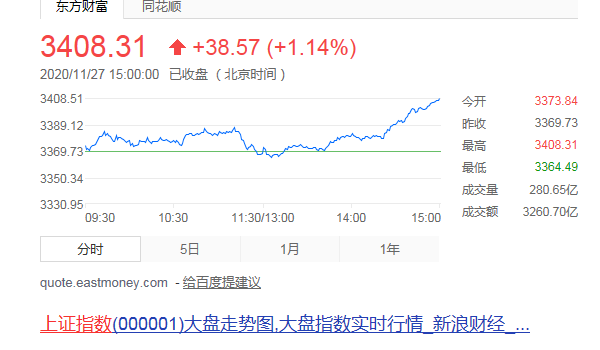 东方财富 同花顺
3408.31 +38.57 (+1.14%)
2020/11/27 15:00:00 已收盘 （北京时间）
3408.51
3389.12
3369.73
3350.34
3330.95
09:30 10:30 11:30/13:00 14:00 15:00
今开 3373.84
昨收 3369.73
最高 3408.31
最低 3364.49
成交量 280.65亿
成交额 3260.70亿
分时 5日 1月 1年
quote.eastmoney.com - 给百度提建议
上证指数(000001)大盘走势图,大盘指数实时行情_新浪财经_...